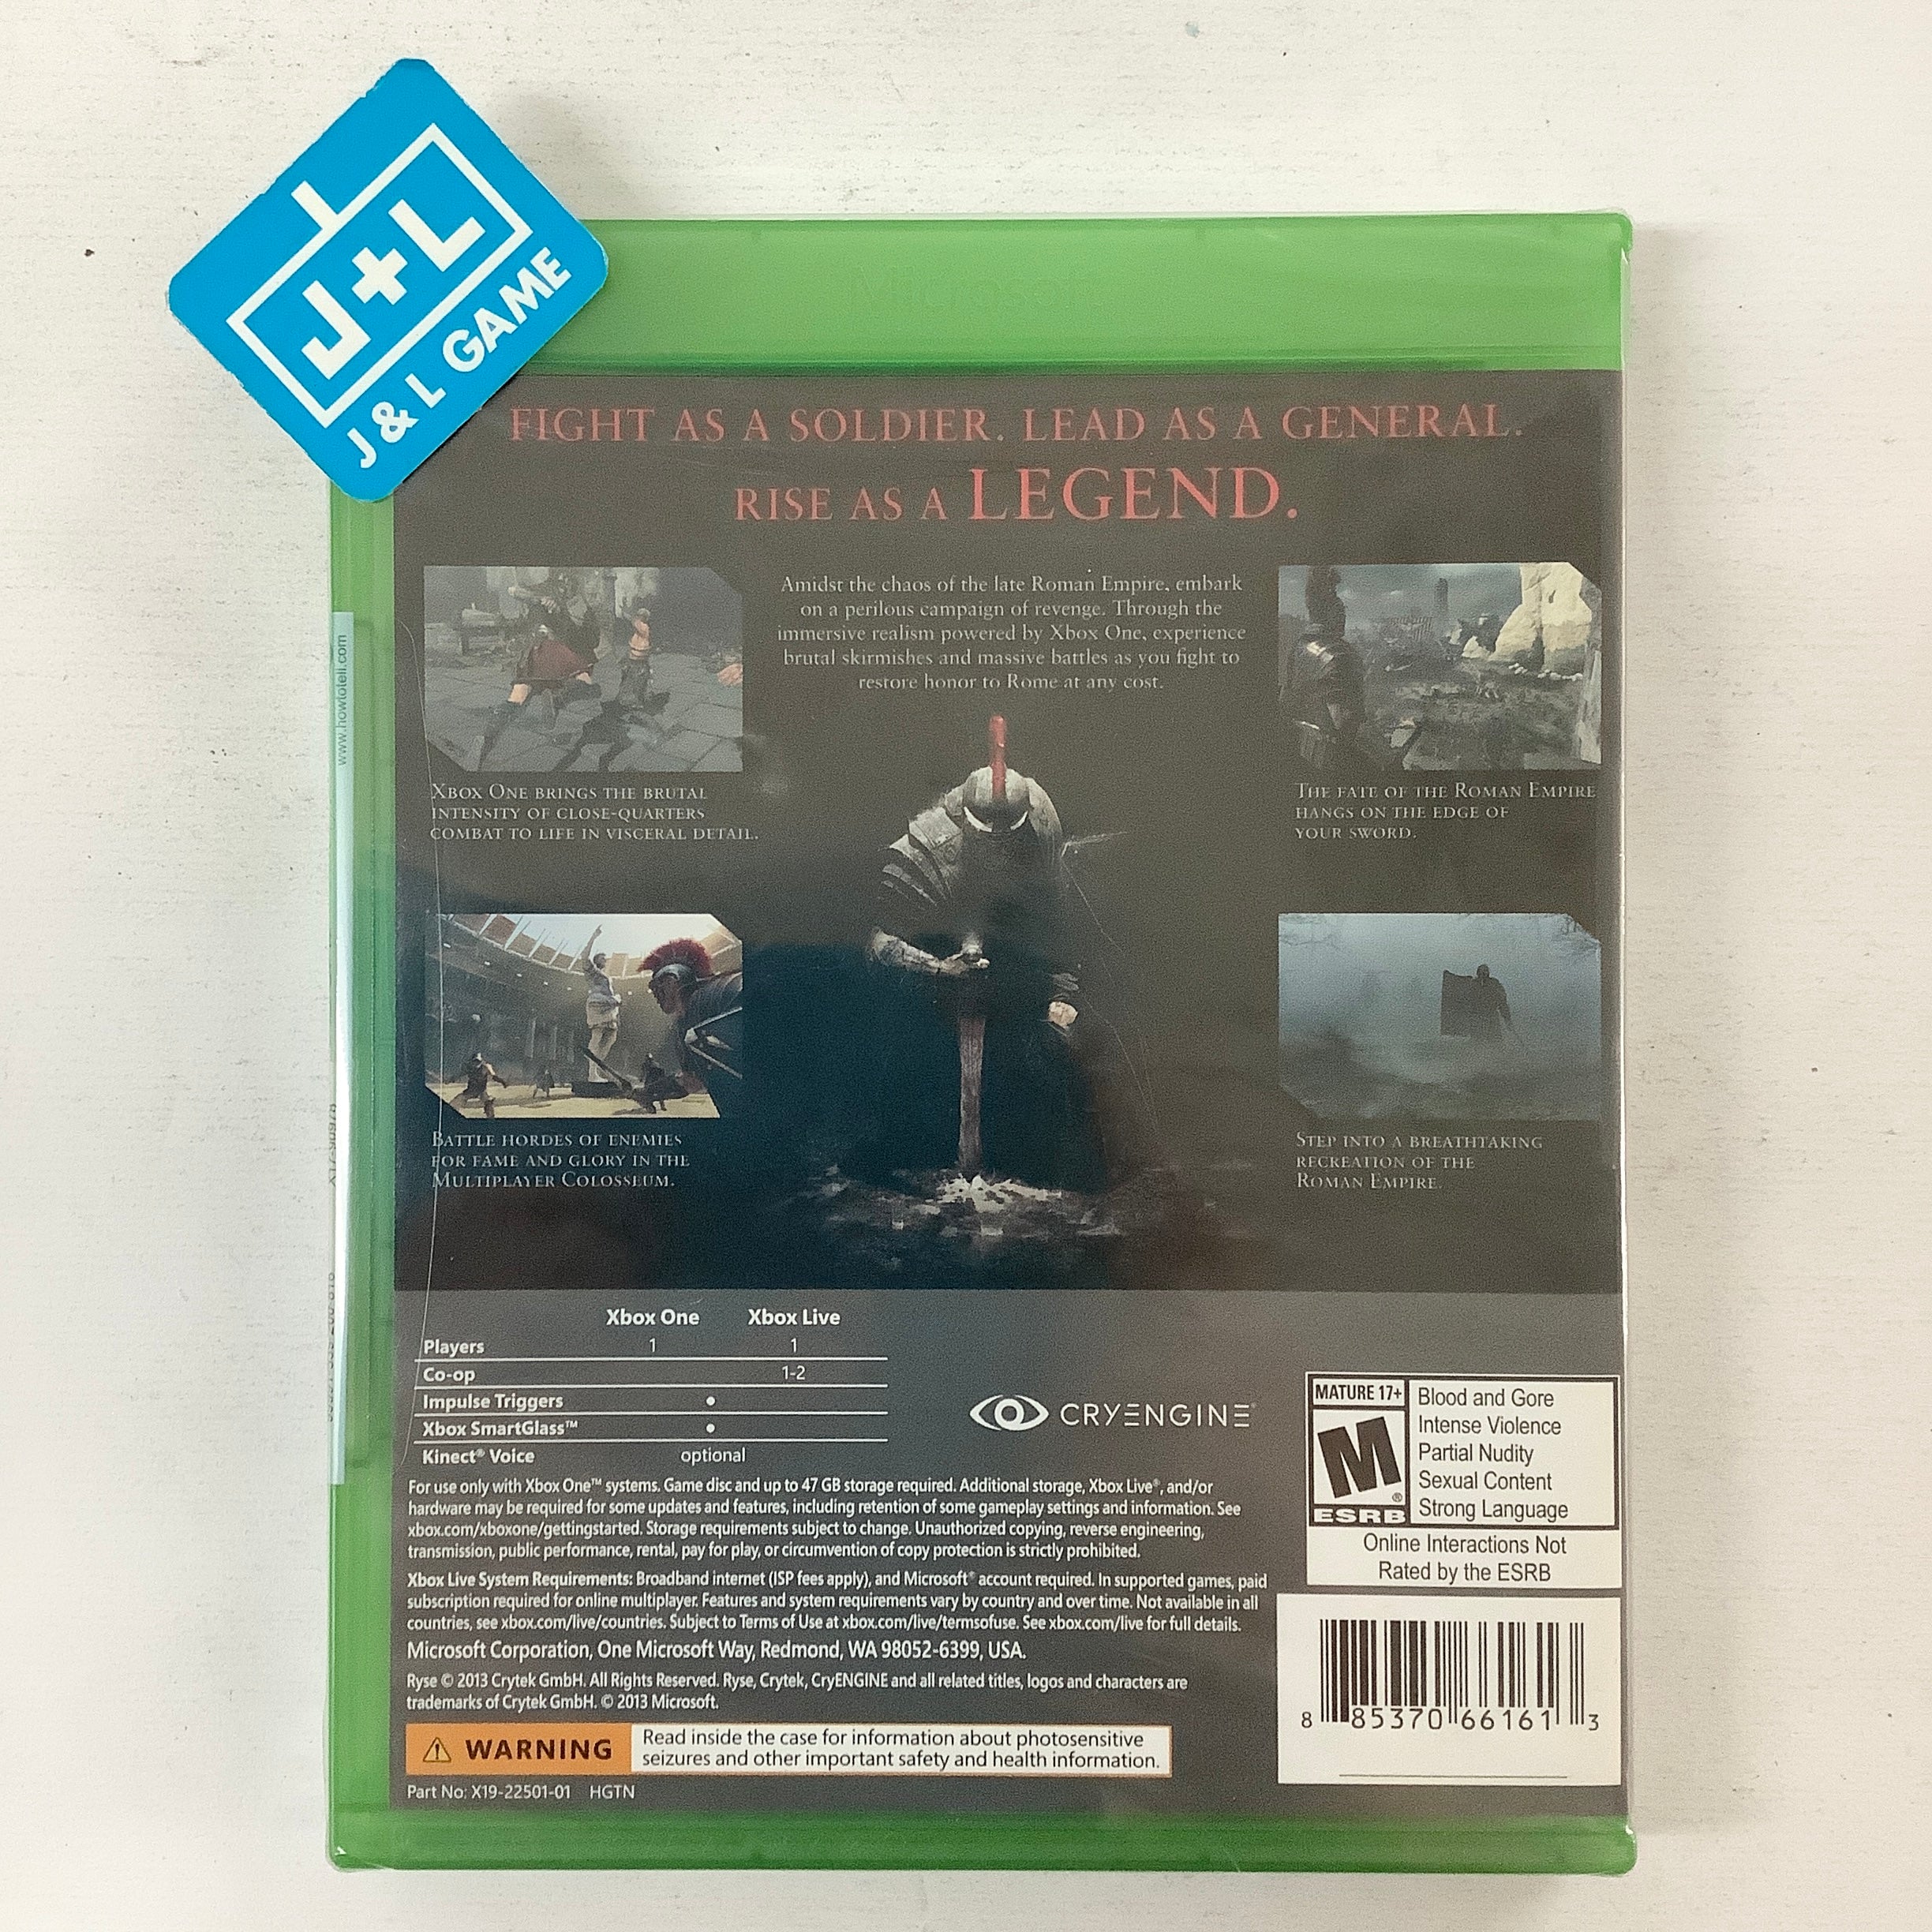 J+L
J & L GAME
FIGHT AS A SOLDIER. LEAD AS A GENERAL.
RISE AS A LEGEND.
Amidst the chaos of the late Roman Empire, embark
on a perilous campaign of revenge. Through the
immersive realism powered by Xbox One, experience
brutal skirmishes and massive battles as you fight to
restore honor to Rome at any cost.
www.howtotell.com
XBOX ONE BRINGS THE BRUTAL
INTENSITY OF CLOSE-QUARTERS
COMBAT TO LIFE IN VISCERAL DETAIL.
THE FATE OF THE ROMAN EMPIRE
HANGS ON THE EDGE OF
YOUR SWORD.
BATTLE HORDES OF ENEMIES
FOR FAME AND GLORY IN THE
MULTIPLAYER COLOSSEUM.
STEP INTO A BREATHTAKING
RECREATION OF THE
ROMAN EMPIRE.
Xbox One Xbox Live
Players 1 1
Co-op 1-2
Impulse Triggers •
Xbox SmartGlass™ •
Kinect® Voice optional
CRYENGINE®
MATURE 17+
M®
ESRB
Blood and Gore
Intense Violence
Partial Nudity
Sexual Content
Strong Language
Online Interactions Not
Rated by the ESRB
For use only with Xbox One™ systems. Game disc and up to 47 GB storage required. Additional storage, Xbox Live®, and/or
hardware may be required for some updates and features, including retention of some gameplay settings and information. See
xbox.com/xboxone/gettingstarted. Storage requirements subject to change. Unauthorized copying, reverse engineering,
transmission, public performance, rental, pay for play, or circumvention of copy protection is strictly prohibited.
Xbox Live System Requirements: Broadband internet (ISP fees apply), and Microsoft® account required. In supported games, paid
subscription required for online multiplayer. Features and system requirements vary by country and over time. Not available in all
countries, see xbox.com/live/countries. Subject to Terms of Use at xbox.com/live/termsofuse. See xbox.com/live for full details.
Microsoft Corporation, One Microsoft Way, Redmond, WA 98052-6399, USA.
Ryse © 2013 Crytek GmbH. All Rights Reserved. Ryse, Crytek, CryENGINE and all related titles, logos and characters are
trademarks of Crytek GmbH. © 2013 Microsoft.
WARNING
Read inside the case for information about photosensitive
seizures and other important safety and health information.
Part No: X19-22501-01 HGTN
8 85370 66161 3